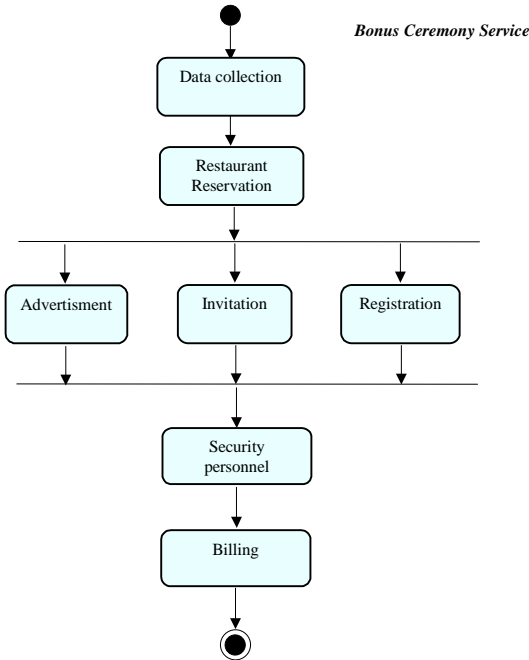 Bonus Ceremony Service
Data collection
Restaurant
Reservation
Advertisment
Invitation
Registration
Security
personnel
Billing